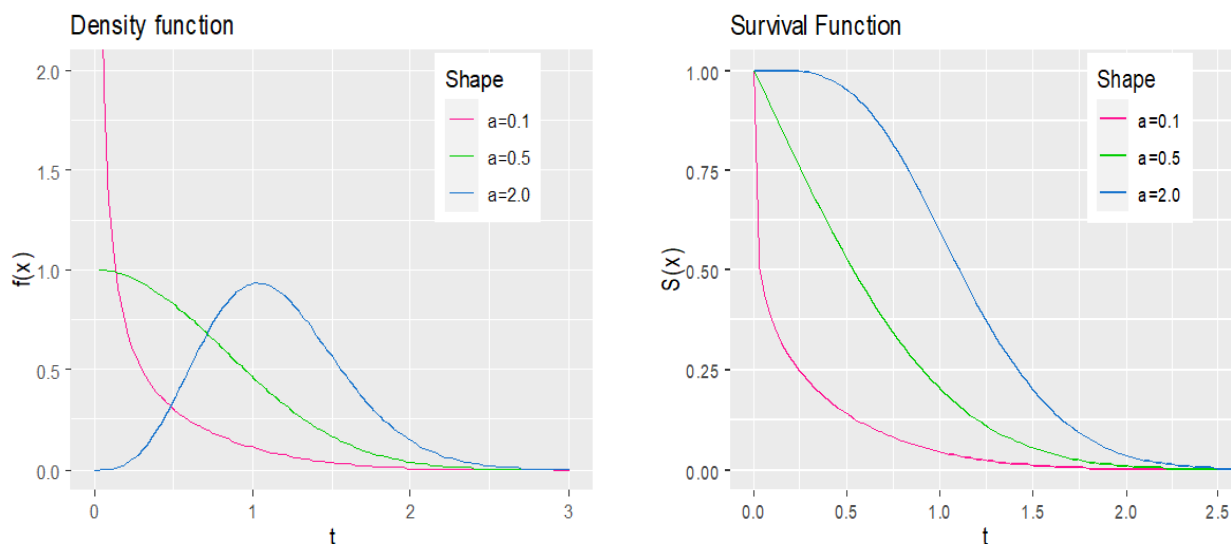 Density function
2.0
1.5
1.0
0.5
0.0
f(x)
0
1
2
3
t
Shape
a=0.1
a=0.5
a=2.0
Survival Function
1.00
0.75
0.50
0.25
0.00
S(x)
0.0
0.5
1.0
1.5
2.0
2.5
t
Shape
a=0.1
a=0.5
a=2.0